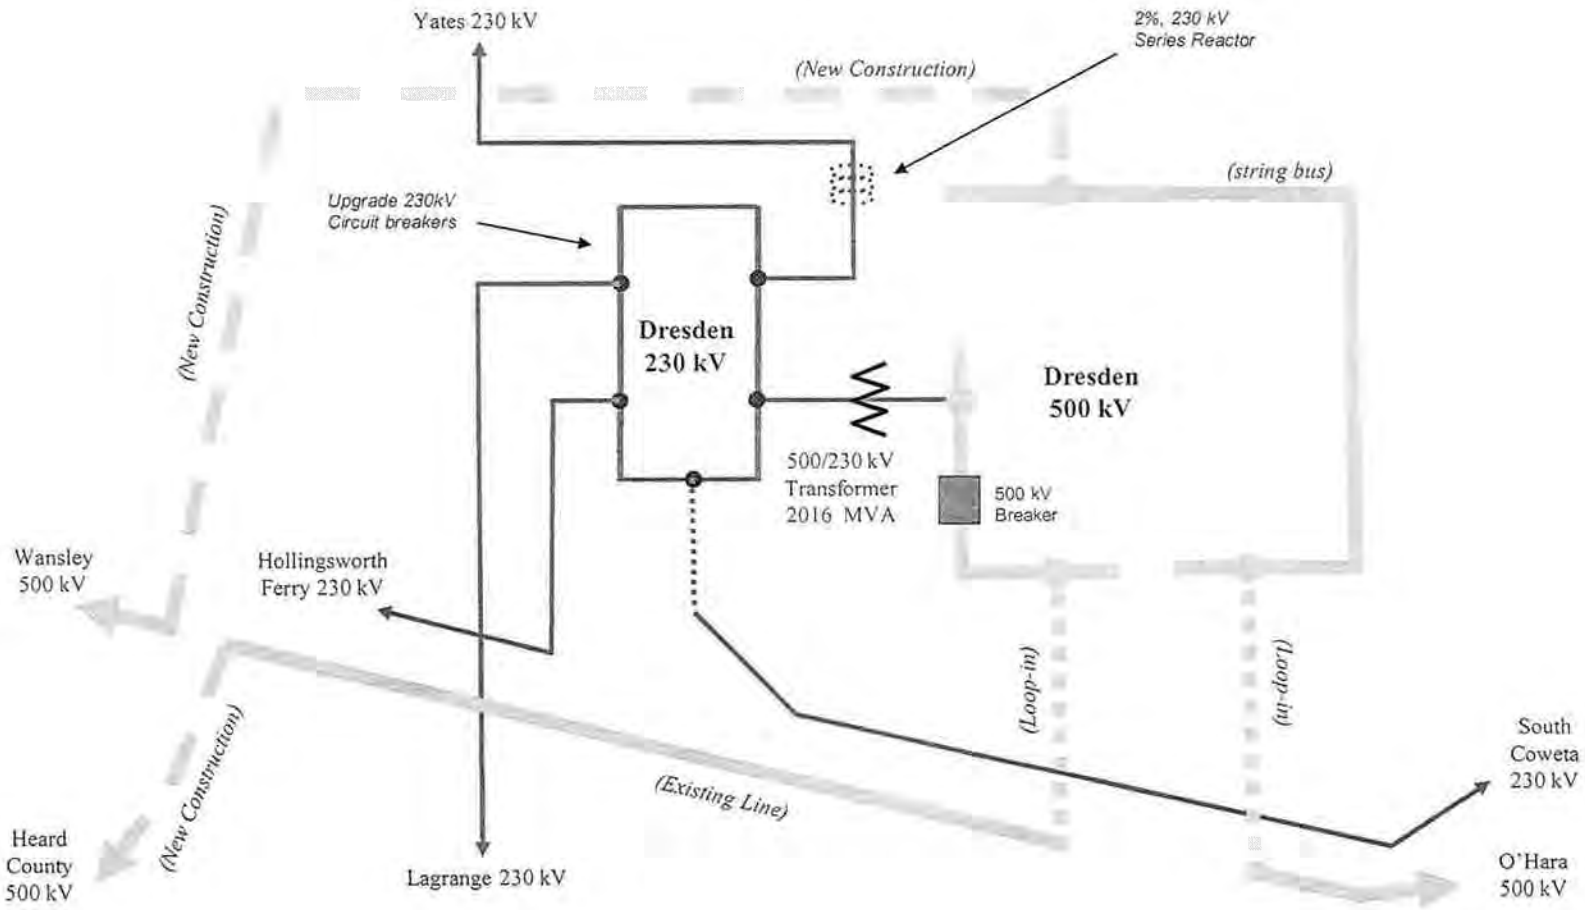 Yates 230 kV
2%, 230 kV
Series Reactor
(New Construction)
(string bus)
Upgrade 230kV
Circuit breakers
(New Construction)
Dresden
230 kV
Dresden
500 kV
500/230 kV
Transformer
2016 MVA
500 kV
Breaker
Wansley
500 kV
Hollingsworth
Ferry 230 kV
(Loop-in)
(Loop-in)
(New Construction)
(Existing Line)
South
Coweta
230 kV
Heard
County
500 kV
Lagrange 230 kV
O'Hara
500 kV